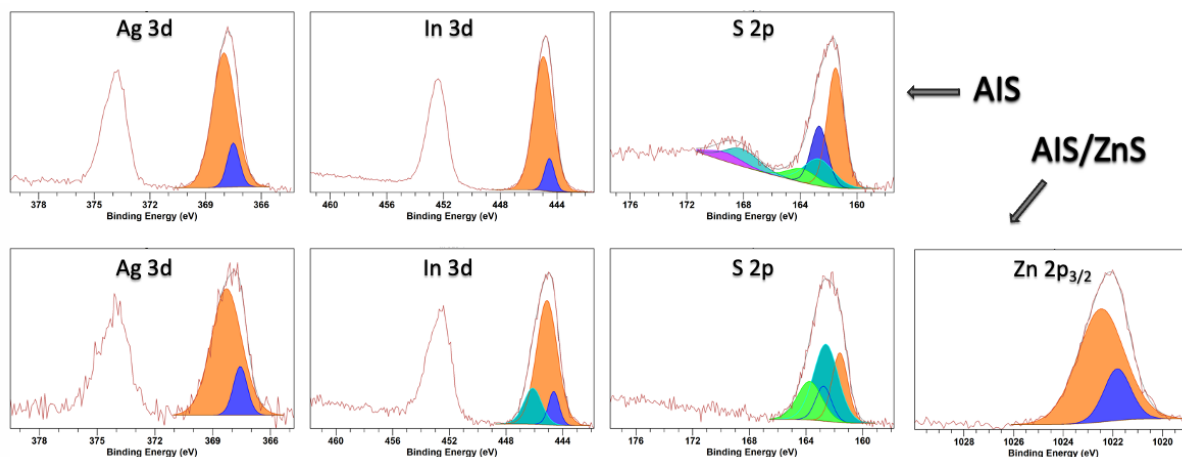 Ag 3d
378
375
372
369
366
Binding Energy (eV)
In 3d
460
456
452
448
444
Binding Energy (eV)
S 2p
176
172
168
164
160
Binding Energy (eV)
AIS
AIS/ZnS
Ag 3d
378
375
372
369
366
Binding Energy (eV)
In 3d
460
456
452
448
444
Binding Energy (eV)
S 2p
176
172
168
164
160
Binding Energy (eV)
Zn 2p3/2
1028
1026
1024
1022
1020
Binding Energy (eV)